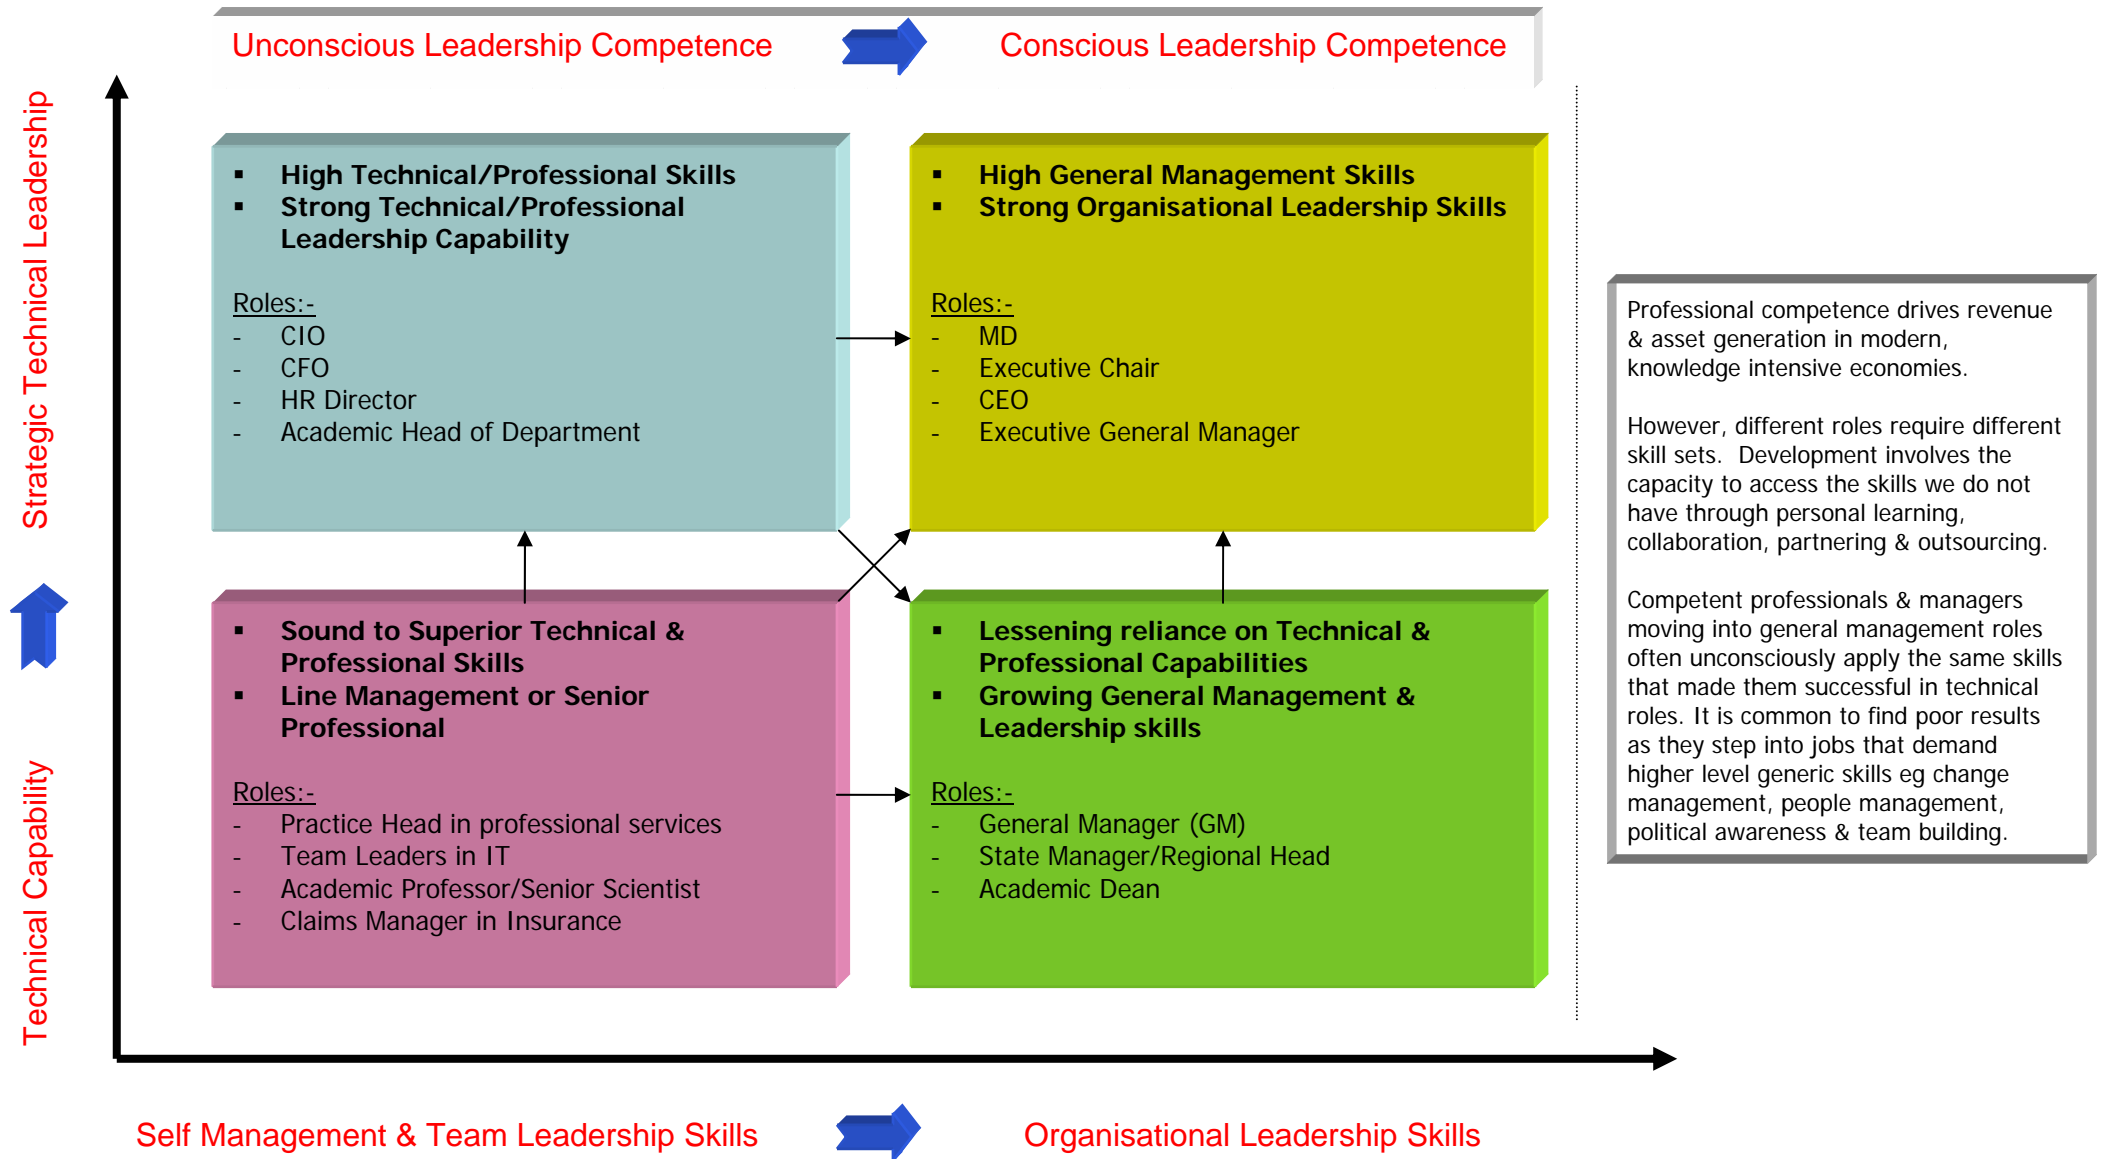 Unconscious Leadership Competence
Conscious Leadership Competence
Strategic Technical Leadership
Technical Capability
▪ High Technical/Professional Skills
▪ Strong Technical/Professional
Leadership Capability
Roles:-
- CIO
- CFO
- HR Director
- Academic Head of Department
▪ High General Management Skills
▪ Strong Organisational Leadership Skills
Roles:-
- MD
- Executive Chair
- CEO
- Executive General Manager
▪ Sound to Superior Technical &
Professional Skills
▪ Line Management or Senior
Professional
Roles:-
- Practice Head in professional services
- Team Leaders in IT
- Academic Professor/Senior Scientist
- Claims Manager in Insurance
▪ Lessening reliance on Technical &
Professional Capabilities
▪ Growing General Management &
Leadership skills
Roles:-
- General Manager (GM)
- State Manager/Regional Head
- Academic Dean
Professional competence drives revenue
& asset generation in modern,
knowledge intensive economies.
However, different roles require different
skill sets.  Development involves the
capacity to access the skills we do not
have through personal learning,
collaboration, partnering & outsourcing.
Competent professionals & managers
moving into general management roles
often unconsciously apply the same skills
that made them successful in technical
roles. It is common to find poor results
as they step into jobs that demand
higher level generic skills eg change
management, people management,
political awareness & team building.
Self Management & Team Leadership Skills
Organisational Leadership Skills